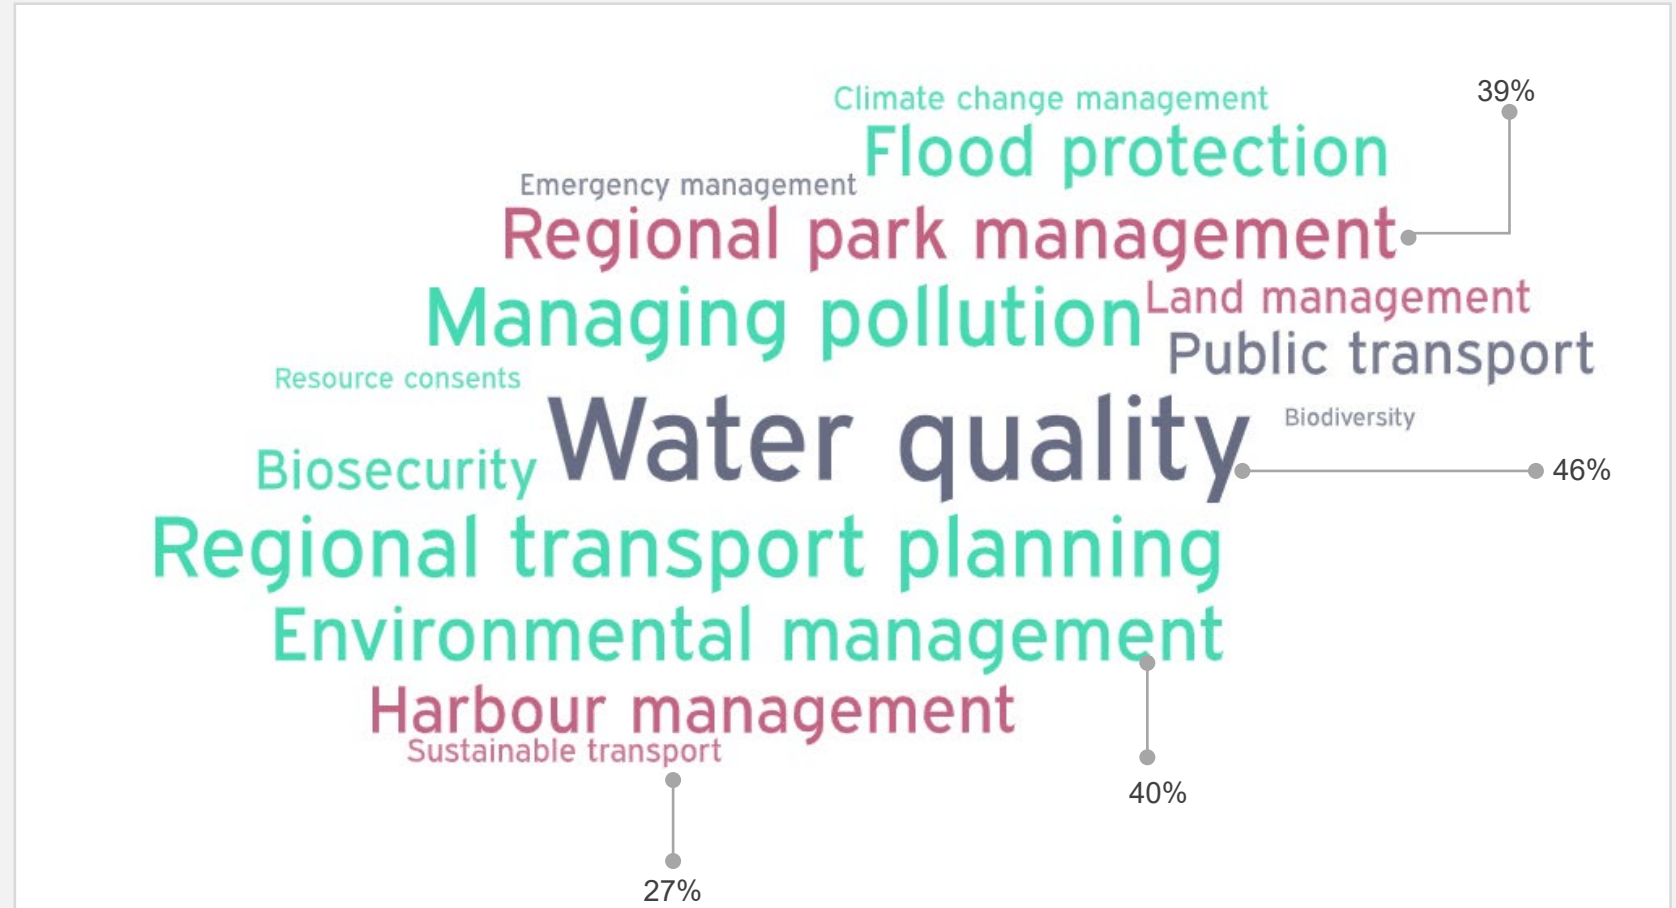 39%
Climate change management
Flood protection
Emergency management
Regional park management
Land management
Managing pollution
Public transport
Resource consents
Water quality
Biodiversity
Biosecurity
46%
Regional transport planning
Environmental management
Harbour management
Sustainable transport
40%
27%